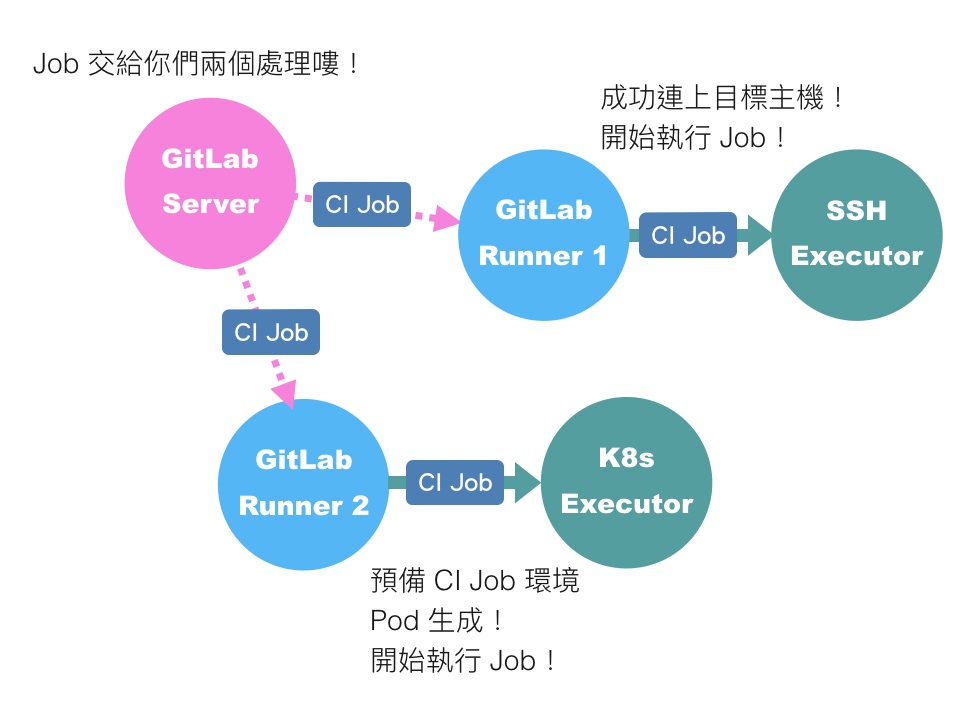 Job 交給你們兩個處理嘍！
GitLab
Server
CI Job
GitLab
Runner 1
成功連上目標主機！
開始執行 Job！
CI Job
SSH
Executor
CI Job
GitLab
Runner 2
CI Job
K8s
Executor
預備 CI Job 環境
Pod 生成！
開始執行 Job！